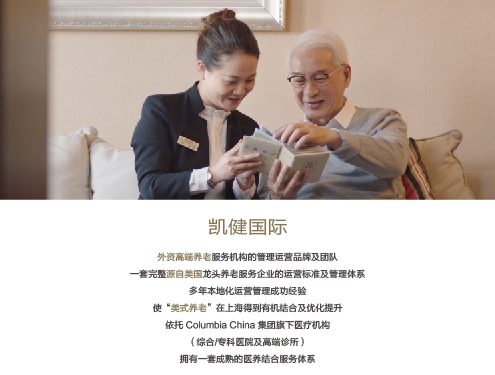 凯健国际
外资高端养老服务机构的管理运营品牌及团队
一套完整源自美国龙头养老服务企业的运营标准及管理体系
多年本地化运营管理成功经验
使“美式养老”在上海得到有机结合及优化提升
依托 Columbia China 集团旗下医疗机构
（综合/专科医院及高端诊所）
拥有一套成熟的医养结合服务体系